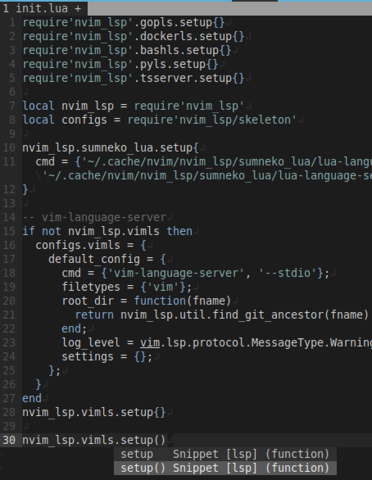 1 init.lua +
1 require'nvim_lsp'.gopls.setup{}
2 require'nvim_lsp'.dockerls.setup{}
3 require'nvim_lsp'.bashls.setup{}
4 require'nvim_lsp'.pyls.setup{}
5 require'nvim_lsp'.tsserver.setup{}
6
7 local nvim_lsp = require'nvim_lsp'
8 local configs = require'nvim_lsp/skeleton'
9
10 nvim_lsp.sumneko_lua.setup{
11 cmd = {'~/.cache/nvim/nvim_lsp/sumneko_lua/lua-langu
\'~/.cache/nvim/nvim_lsp/sumneko_lua/lua-language-se
12 }
13
14 -- vim-language-server
15 if not nvim_lsp.vimls then
16 configs.vimls = {
17 default_config = {
18 cmd = {'vim-language-server', '--stdio'};
19 filetypes = {'vim'};
20 root_dir = function(fname)
21 return nvim_lsp.util.find_git_ancestor(fname)
22 end;
23 log_level = vim.lsp.protocol.MessageType.Warning
24 settings = {};
25 };
26 }
27 end
28 nvim_lsp.vimls.setup{}
29
30 nvim_lsp.vimls.setup()
setup Snippet [lsp] (function)
setup() Snippet [lsp] (function)